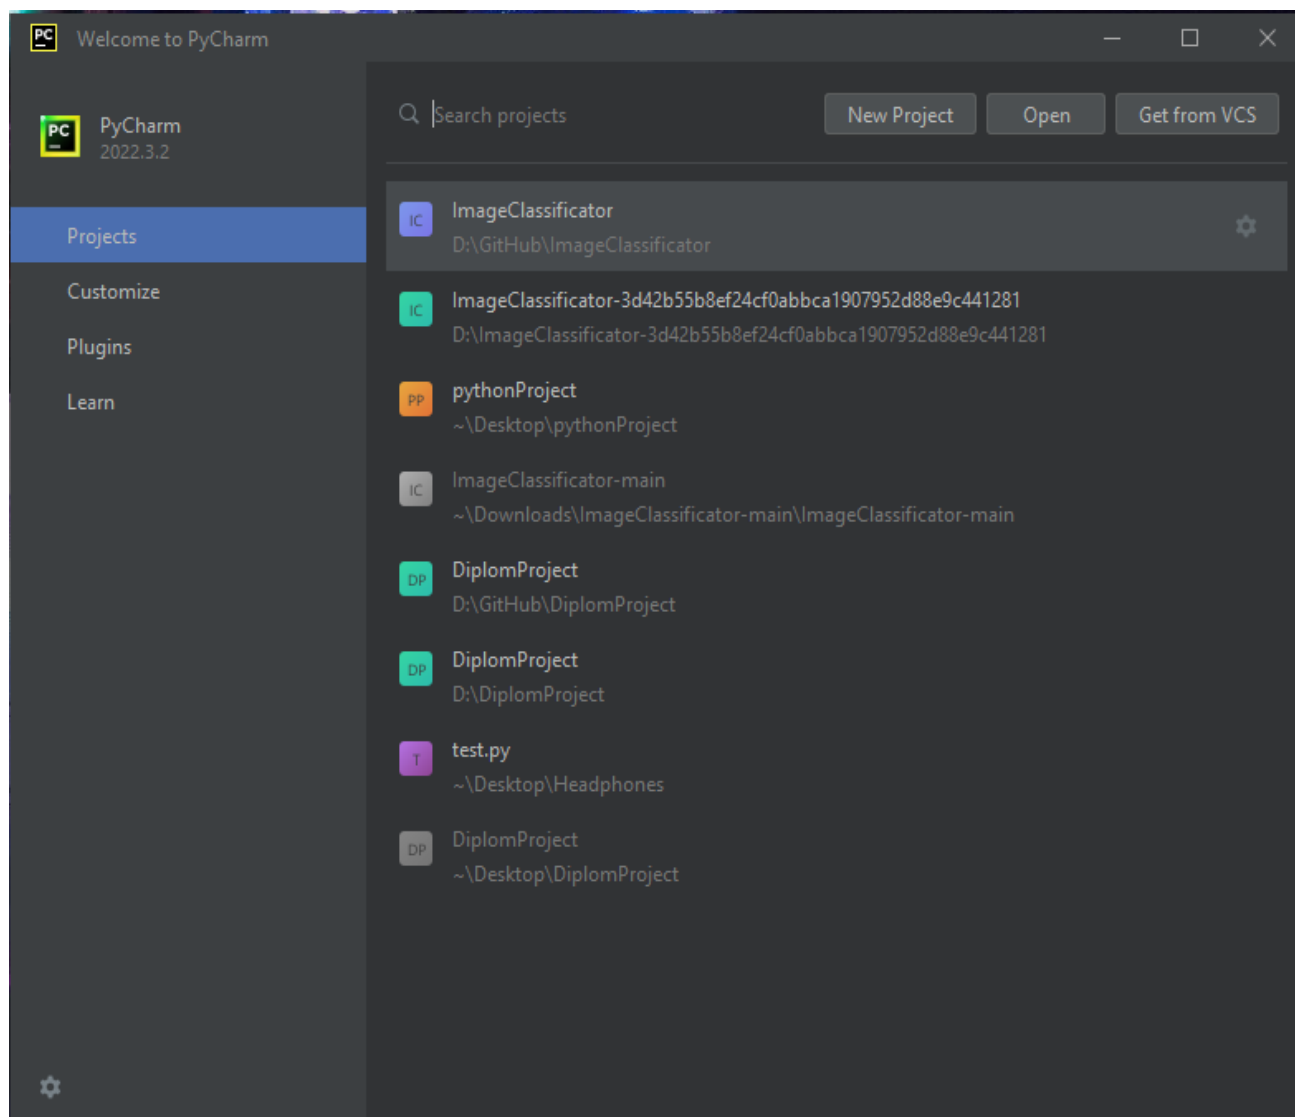 PC Welcome to PyCharm
PC PyCharm
2022.3.2
Projects
Customize
Plugins
Learn
Search projects New Project Open Get from VCS
IC ImageClassificator
D:\GitHub\ImageClassificator
IC ImageClassificator-3d42b55b8ef24cf0abbca1907952d88e9c441281
D:\ImageClassificator-3d42b55b8ef24cf0abbca1907952d88e9c441281
PP pythonProject
~\Desktop\pythonProject
IC ImageClassificator-main
~\Downloads\ImageClassificator-main\ImageClassificator-main
DP DiplomProject
D:\GitHub\DiplomProject
DP DiplomProject
D:\DiplomProject
T test.py
~\Desktop\Headphones
DP DiplomProject
~\Desktop\DiplomProject